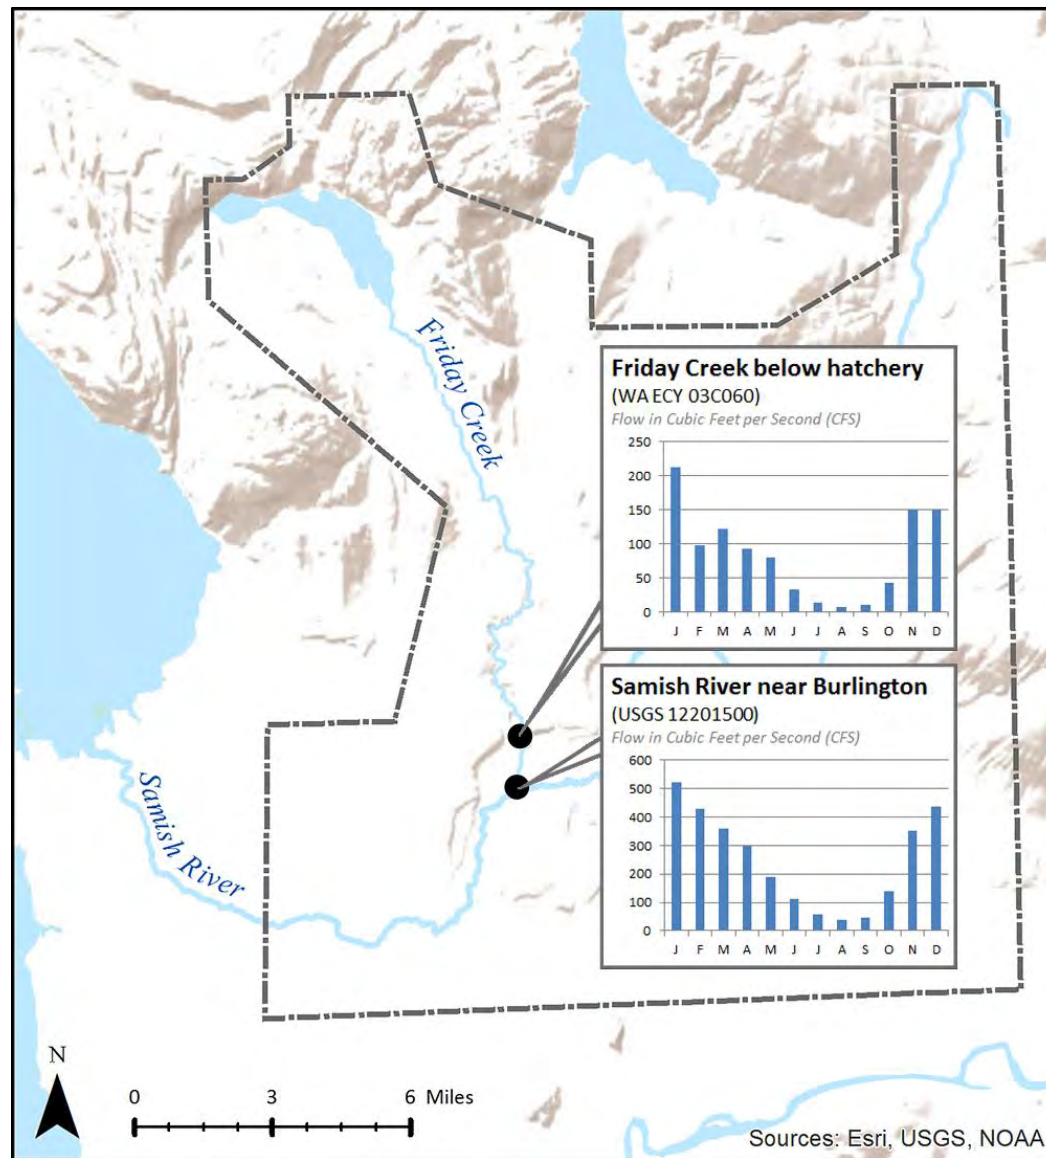 Friday Creek
Friday Creek below hatchery
(WA ECY 03C060)
Flow in Cubic Feet per Second (CFS)
250
200
150
100
50
0
J F M A M J J A S O N D
Samish River near Burlington
(USGS 12201500)
Flow in Cubic Feet per Second (CFS)
600
500
400
300
200
100
0
J F M A M J J A S O N D
Samish River
N
0 3 6 Miles
Sources: Esri, USGS, NOAA